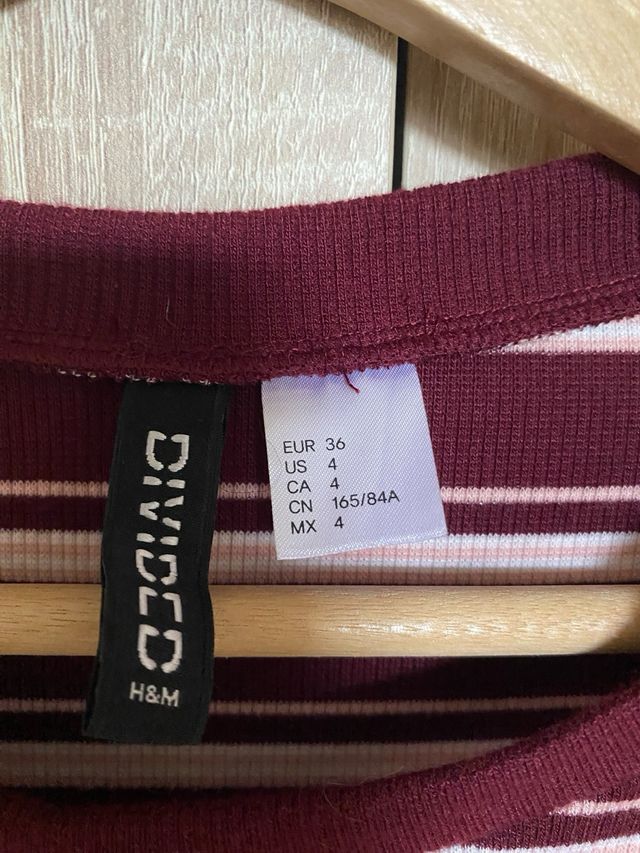 DIVIDED
H&M
EUR 36
US 4
CA 4
CN 165/84A
MX 4